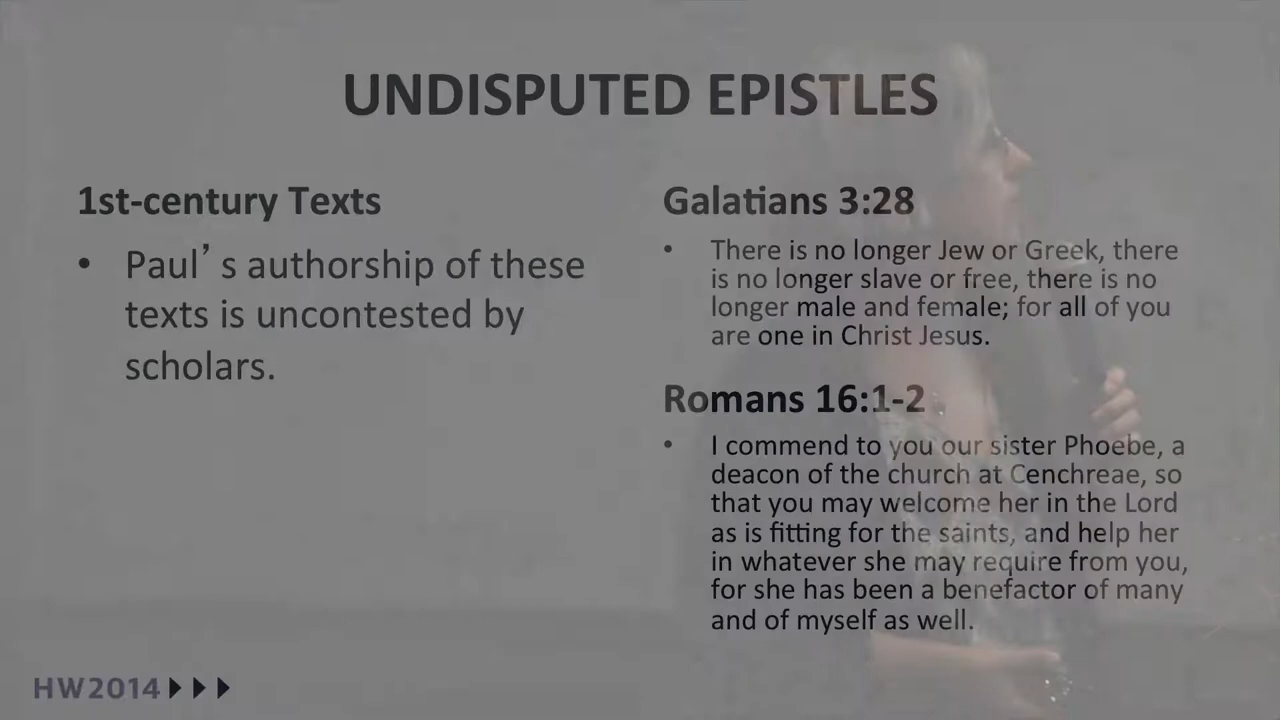 UNDISPUTED EPISTLES
1st-century Texts
• Paul’s authorship of these
texts is uncontested by
scholars.
Galatians 3:28
• There is no longer Jew or Greek, there
is no longer slave or free, there is no
longer male and female; for all of you
are one in Christ Jesus.
Romans 16:1-2
• I commend to you our sister Phoebe, a
deacon of the church at Cenchreae, so
that you may welcome her in the Lord
as is fitting for the saints, and help her
in whatever she may require from you,
for she has been a benefactor of many
and of myself as well.
HW2014